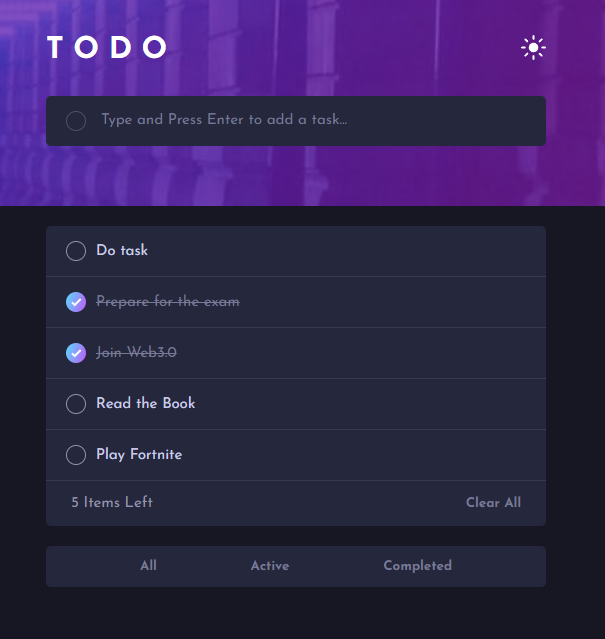 TODO
Type and Press Enter to add a task...
Do task
Prepare for the exam
Join Web3.0
Read the Book
Play Fortnite
5 Items Left Clear All
All Active Completed